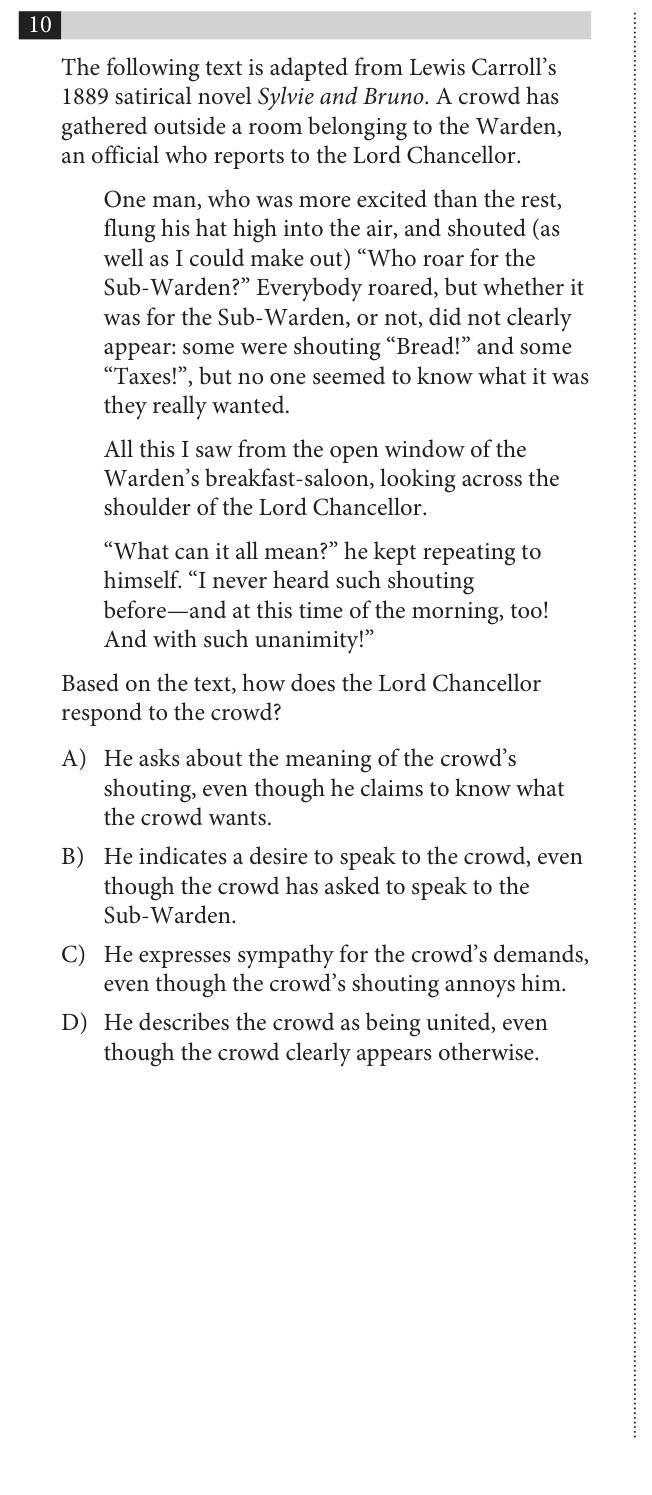 10
The following text is adapted from Lewis Carroll’s
1889 satirical novel Sylvie and Bruno. A crowd has
gathered outside a room belonging to the Warden,
an official who reports to the Lord Chancellor.
One man, who was more excited than the rest,
flung his hat high into the air, and shouted (as
well as I could make out) “Who roar for the
Sub-Warden?” Everybody roared, but whether it
was for the Sub-Warden, or not, did not clearly
appear: some were shouting “Bread!” and some
“Taxes!”, but no one seemed to know what it was
they really wanted.
All this I saw from the open window of the
Warden’s breakfast-saloon, looking across the
shoulder of the Lord Chancellor.
“What can it all mean?” he kept repeating to
himself. “I never heard such shouting
before—and at this time of the morning, too!
And with such unanimity!”
Based on the text, how does the Lord Chancellor
respond to the crowd?
A) He asks about the meaning of the crowd’s
shouting, even though he claims to know what
the crowd wants.
B) He indicates a desire to speak to the crowd, even
though the crowd has asked to speak to the
Sub-Warden.
C) He expresses sympathy for the crowd’s demands,
even though the crowd’s shouting annoys him.
D) He describes the crowd as being united, even
though the crowd clearly appears otherwise.